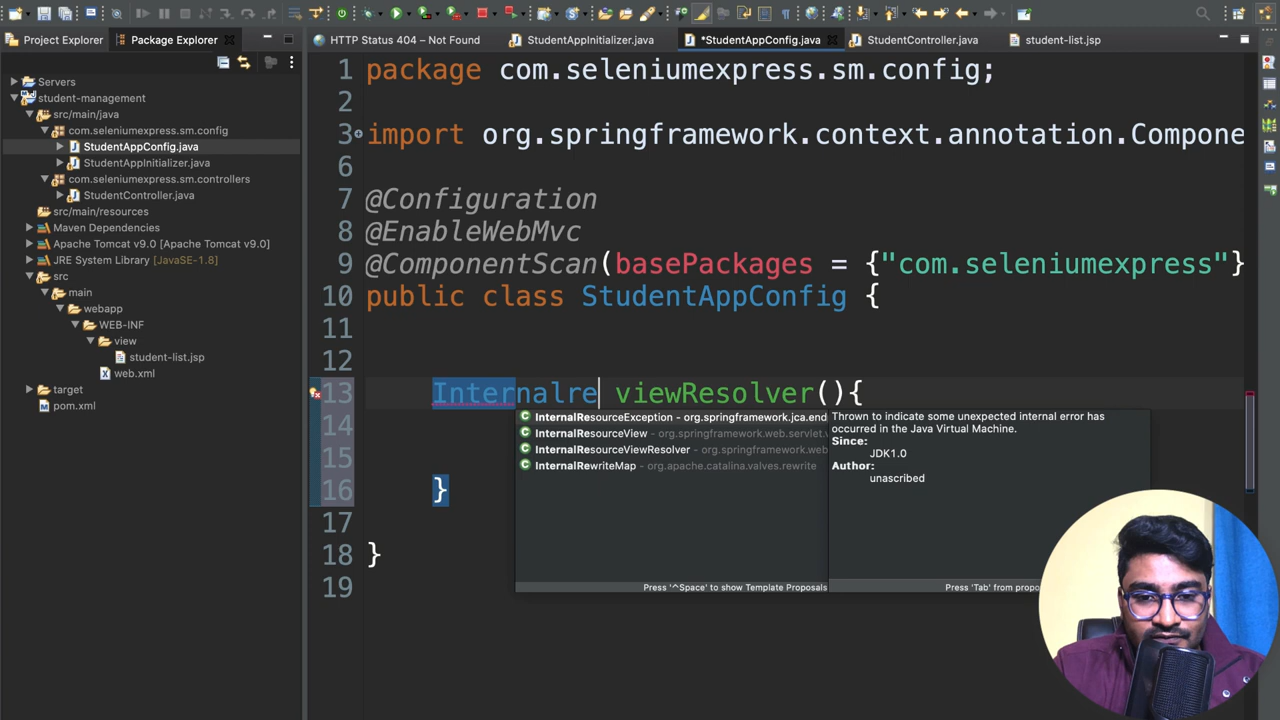 Project Explorer
Package Explorer
HTTP Status 404 – Not Found
StudentAppInitializer.java
*StudentAppConfig.java
StudentController.java
student-list.jsp
Servers
student-management
src/main/java
com.seleniumexpress.sm.config
StudentAppConfig.java
StudentAppInitializer.java
com.seleniumexpress.sm.controllers
StudentController.java
src/main/resources
Maven Dependencies
Apache Tomcat v9.0 [Apache Tomcat v9.0]
JRE System Library [JavaSE-1.8]
src
main
webapp
WEB-INF
view
student-list.jsp
web.xml
target
pom.xml
1 package com.seleniumexpress.sm.config;
2
3 import org.springframework.context.annotation.Compone
6
7 @Configuration
8 @EnableWebMvc
9 @ComponentScan(basePackages = {"com.seleniumexpress"}
10 public class StudentAppConfig {
11
12
13 Internalre viewResolver(){
14
15
16 }
17
18 }
19
InternalResourceException - org.springframework.jca.end
InternalResourceView - org.springframework.web.servlet.v
InternalResourceViewResolver - org.springframework.web
InternalRewriteMap - org.apache.catalina.valves.rewrite
Press '^Space' to show Template Proposals
Thrown to indicate some unexpected internal error has
occurred in the Java Virtual Machine.
Since:
JDK1.0
Author:
unascribed
Press 'Tab' from propo